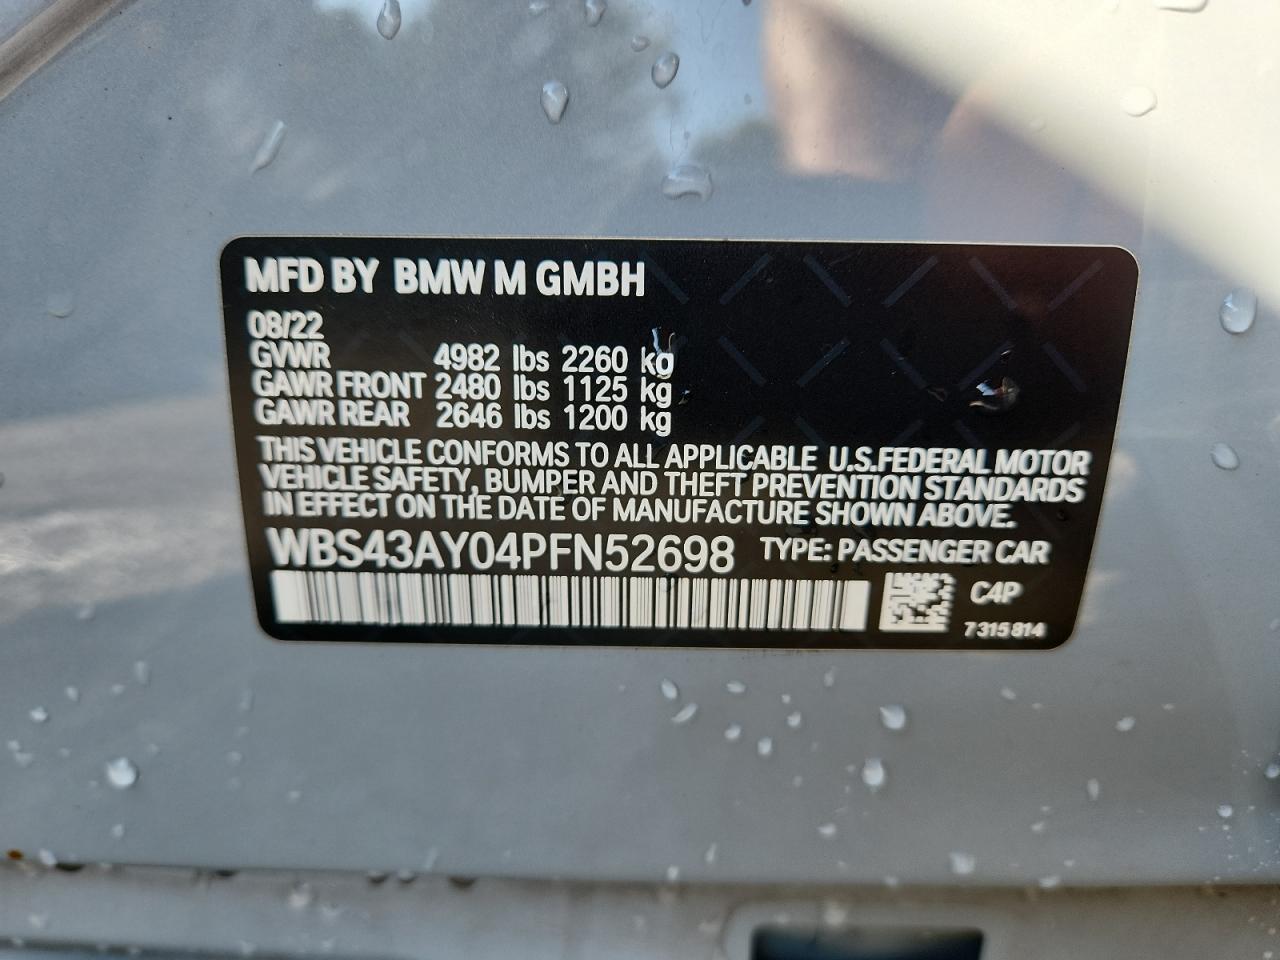 MFD BY BMW M GMBH
08/22
GVWR 4982 lbs 2260 kg
GAWR FRONT 2480 lbs 1125 kg
GAWR REAR 2646 lbs 1200 kg
THIS VEHICLE CONFORMS TO ALL APPLICABLE U.S.FEDERAL MOTOR
VEHICLE SAFETY, BUMPER AND THEFT PREVENTION STANDARDS
IN EFFECT ON THE DATE OF MANUFACTURE SHOWN ABOVE.
WBS43AY04PFN52698 TYPE: PASSENGER CAR
C4P
7 315 814